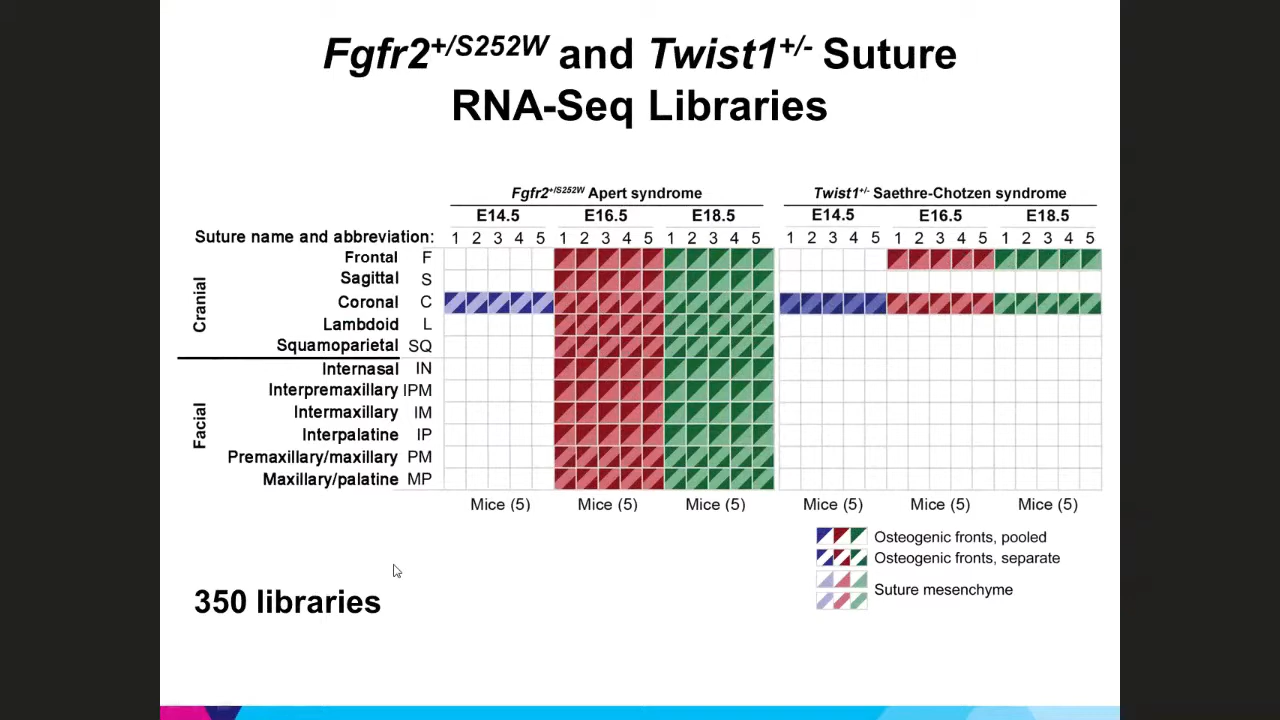 Fgfr2+/S252W and Twist1+/- Suture
RNA-Seq Libraries
Fgfr2+/S252W Apert syndrome
Twist1+/- Saethre-Chotzen syndrome
E14.5 E16.5 E18.5 E14.5 E16.5 E18.5
Suture name and abbreviation: 1 2 3 4 5 1 2 3 4 5 1 2 3 4 5 1 2 3 4 5 1 2 3 4 5 1 2 3 4 5
Cranial
Frontal F
Sagittal S
Coronal C
Lambdoid L
Squamoparietal SQ
Facial
Internasal IN
Interpremaxillary IPM
Intermaxillary IM
Interpalatine IP
Premaxillary/maxillary PM
Maxillary/palatine MP
Mice (5) Mice (5) Mice (5) Mice (5) Mice (5) Mice (5)
Osteogenic fronts, pooled
Osteogenic fronts, separate
Suture mesenchyme
350 libraries